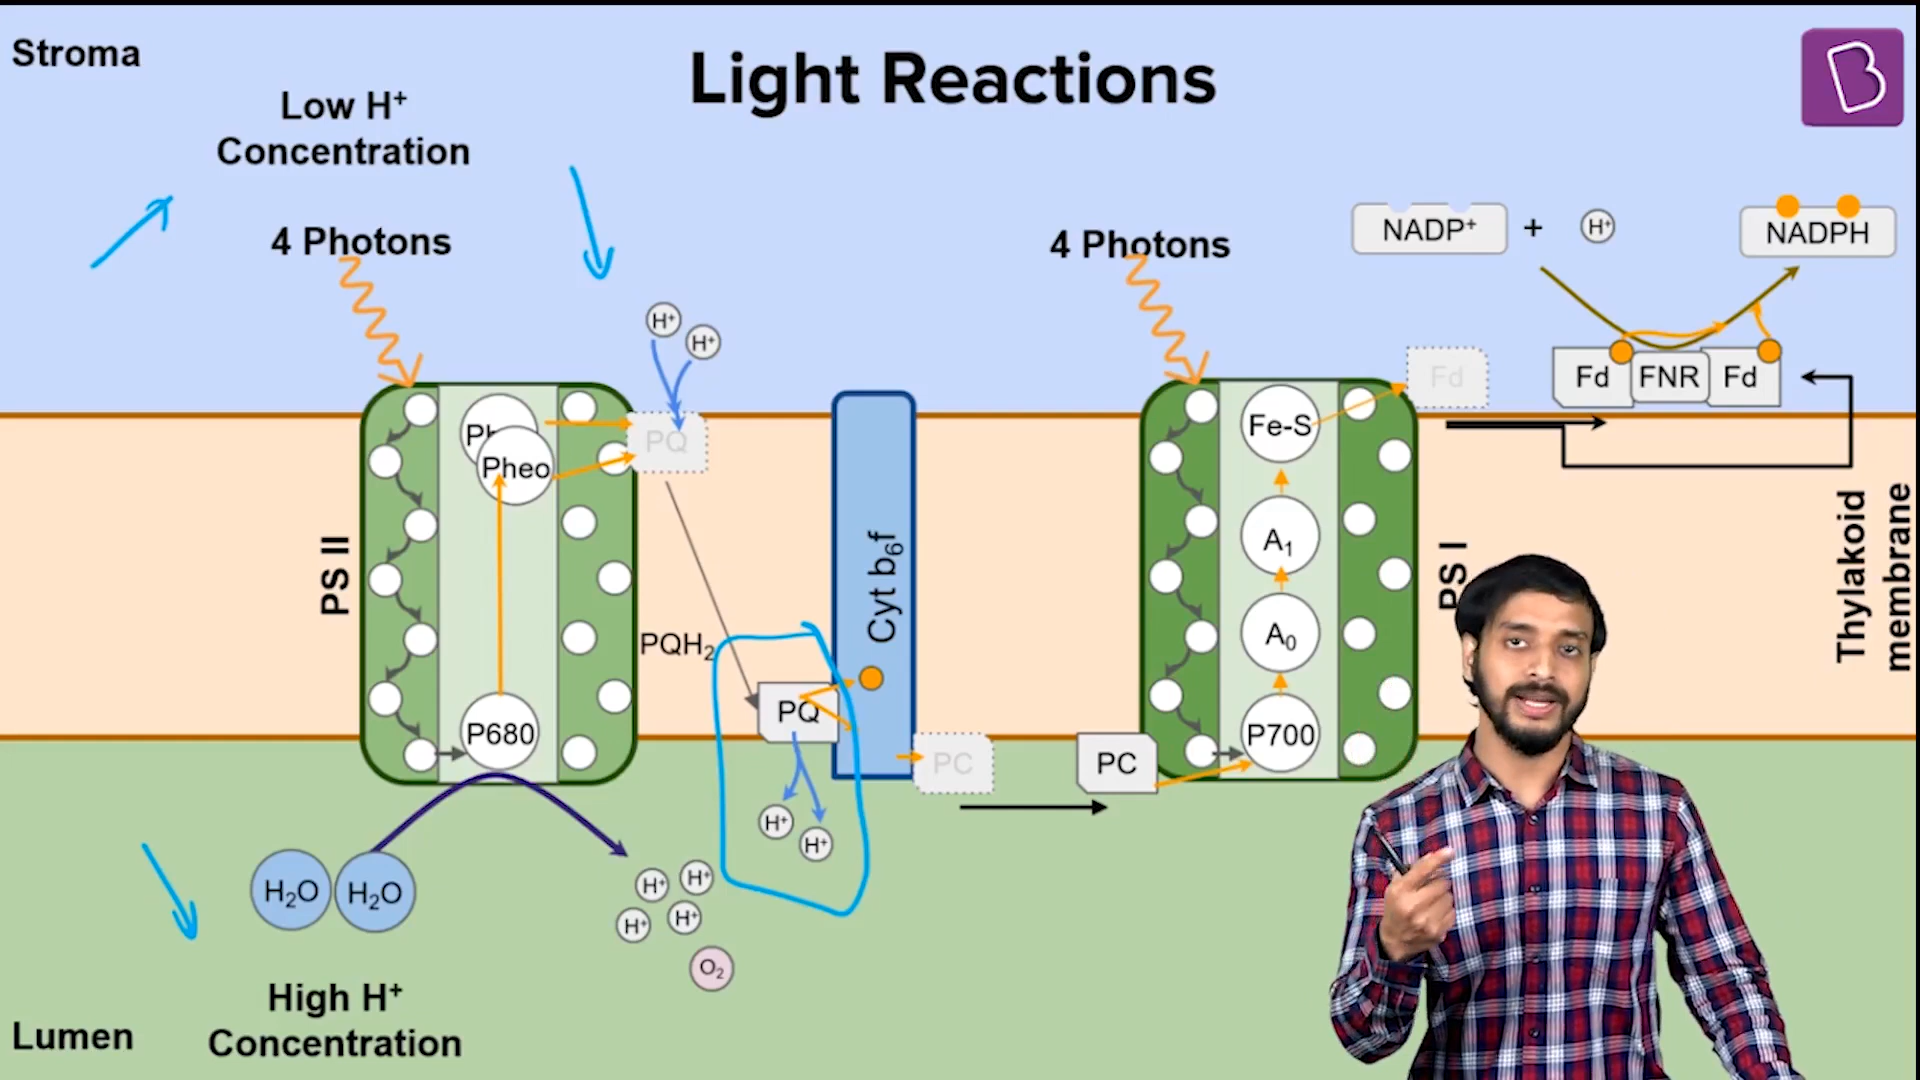 Stroma
Light Reactions
Low H⁺
Concentration
4 Photons
4 Photons
NADP⁺ + H⁺
NADPH
H⁺
H⁺
Pheo
PQ
Fe-S
Fd
Fd FNR Fd
PS II
Cyt b₆f
A₁
A₀
PS I
Thylakoid
membrane
PQH₂
PQ
P680
PC
PC
P700
H⁺
H⁺
H₂O H₂O
H⁺ H⁺
H⁺ H⁺
O₂
High H⁺
Concentration
Lumen